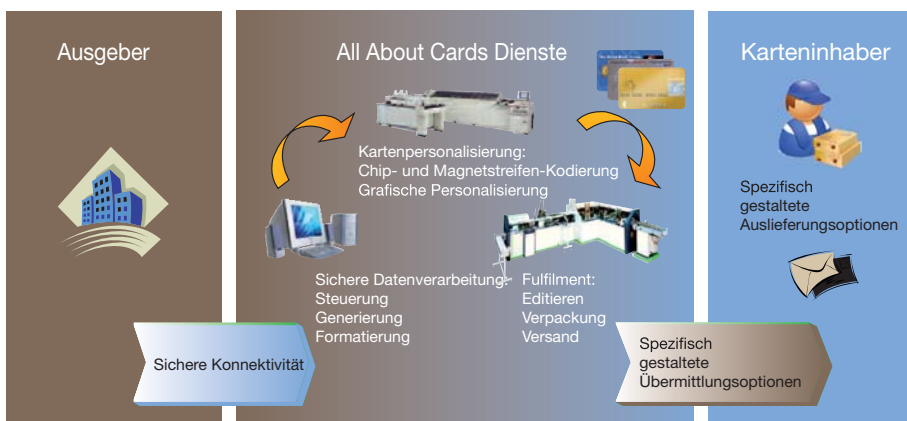 Ausgeber
All About Cards Dienste
Karteninhaber
Kartenpersonalisierung:
Chip- und Magnetstreifen-Kodierung
Grafische Personalisierung
Sichere Datenverarbeitung:
Steuerung
Generierung
Formatierung
Fulfilment:
Editieren
Verpackung
Versand
Spezifisch
gestaltete
Auslieferungsoptionen
Sichere Konnektivität
Spezifisch
gestaltete
Übermittlungsoptionen